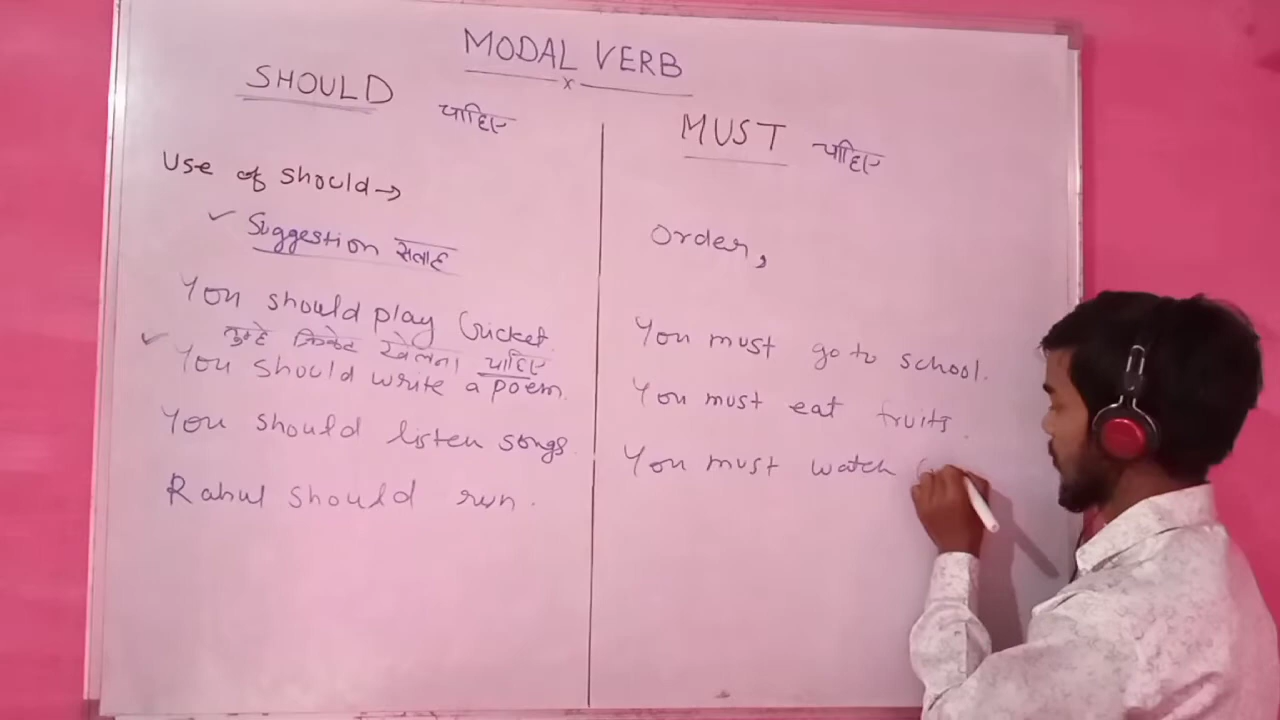 MODAL VERB
x
SHOULD चाहिए
Use of should→
✓ Suggestion सलाह
You should play Cricket.
तुम्हे क्रिकेट खेलना चाहिए
✓ You should write a poem.
You should listen songs.
Rahul should run.
MUST चाहिए
Order,
You must go to school.
You must eat fruits.
You must watch